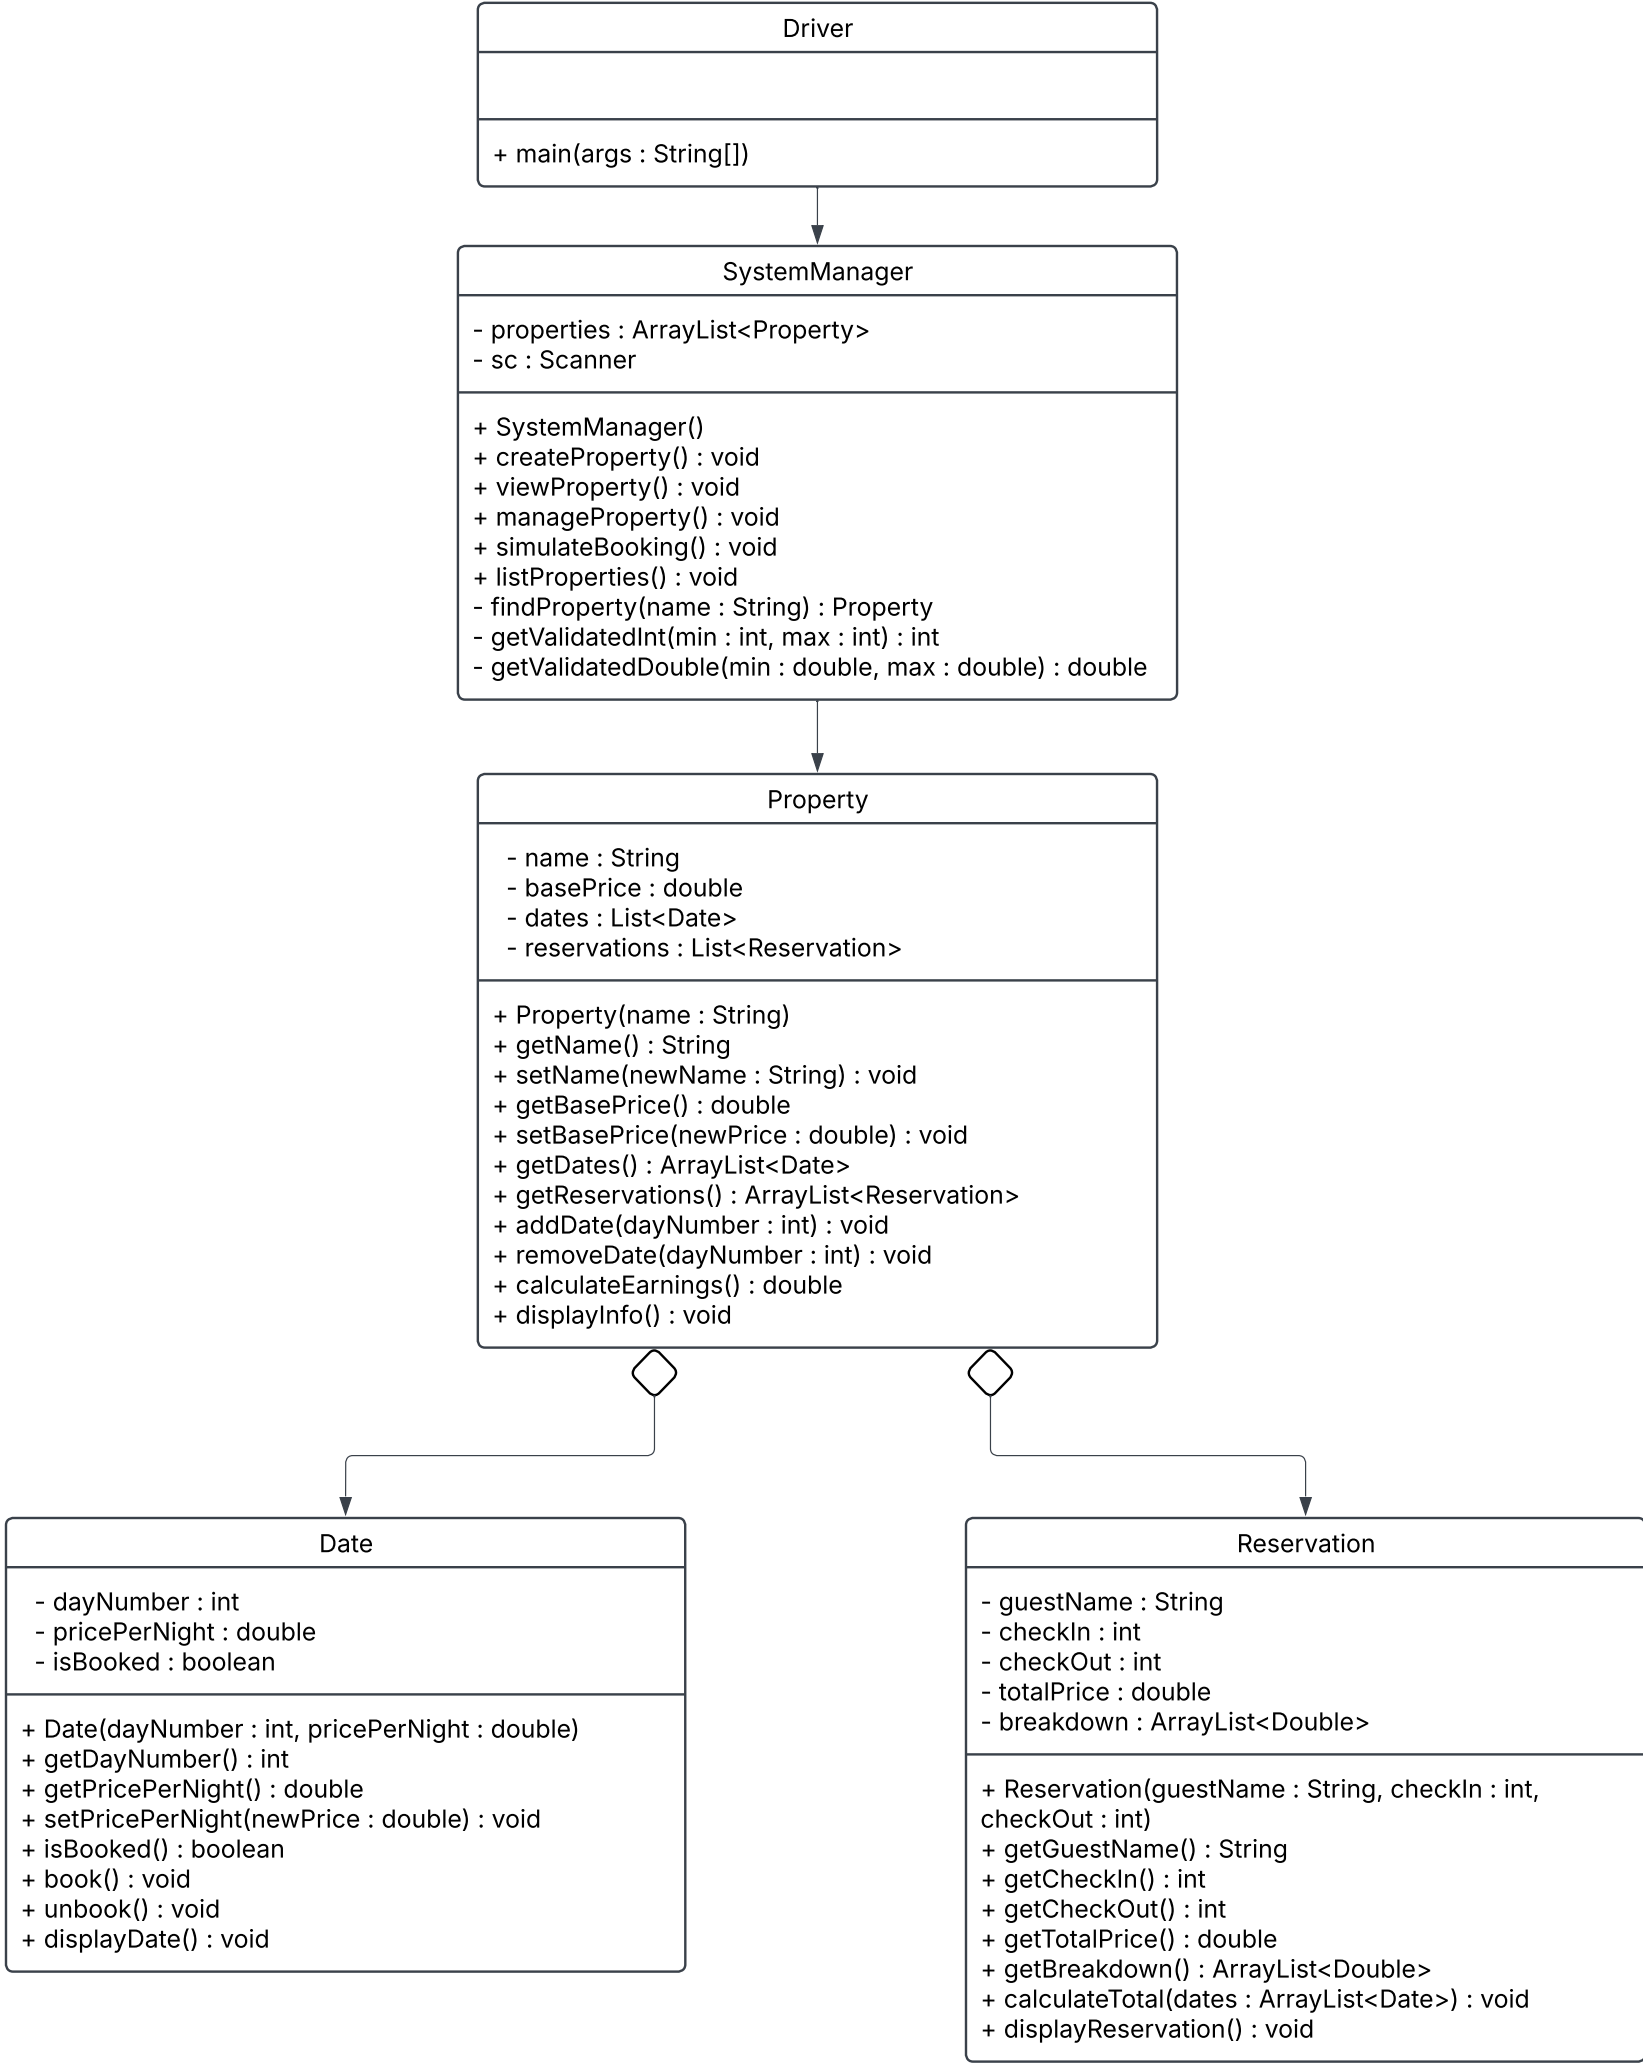 Driver
+ main(args : String[])
SystemManager
- properties : ArrayList<Property>
- sc : Scanner
+ SystemManager()
+ createProperty() : void
+ viewProperty() : void
+ manageProperty() : void
+ simulateBooking() : void
+ listProperties() : void
- findProperty(name : String) : Property
- getValidatedInt(min : int, max : int) : int
- getValidatedDouble(min : double, max : double) : double
Property
- name : String
- basePrice : double
- dates : List<Date>
- reservations : List<Reservation>
+ Property(name : String)
+ getName() : String
+ setName(newName : String) : void
+ getBasePrice() : double
+ setBasePrice(newPrice : double) : void
+ getDates() : ArrayList<Date>
+ getReservations() : ArrayList<Reservation>
+ addDate(dayNumber : int) : void
+ removeDate(dayNumber : int) : void
+ calculateEarnings() : double
+ displayInfo() : void
Date
- dayNumber : int
- pricePerNight : double
- isBooked : boolean
+ Date(dayNumber : int, pricePerNight : double)
+ getDayNumber() : int
+ getPricePerNight() : double
+ setPricePerNight(newPrice : double) : void
+ isBooked() : boolean
+ book() : void
+ unbook() : void
+ displayDate() : void
Reservation
- guestName : String
- checkIn : int
- checkOut : int
- totalPrice : double
- breakdown : ArrayList<Double>
+ Reservation(guestName : String, checkIn : int,
checkOut : int)
+ getGuestName() : String
+ getCheckIn() : int
+ getCheckOut() : int
+ getTotalPrice() : double
+ getBreakdown() : ArrayList<Double>
+ calculateTotal(dates : ArrayList<Date>) : void
+ displayReservation() : void